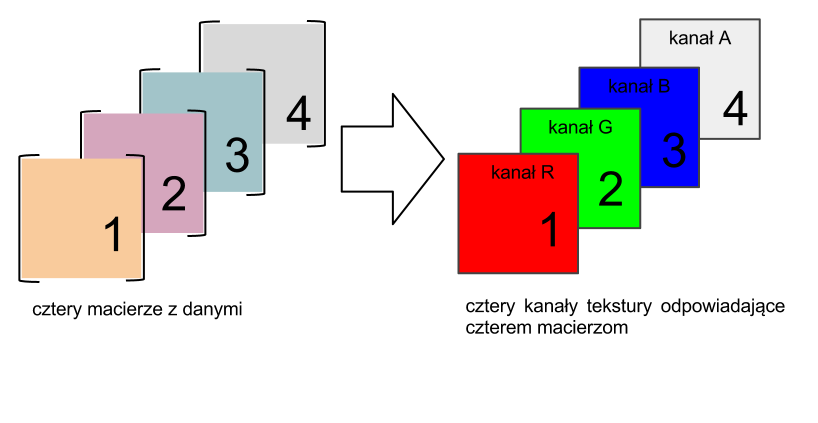 1
2
3
4
cztery macierze z danymi
kanał R
1
kanał G
2
kanał B
3
kanał A
4
cztery kanały tekstury odpowiadające
czterem macierzom